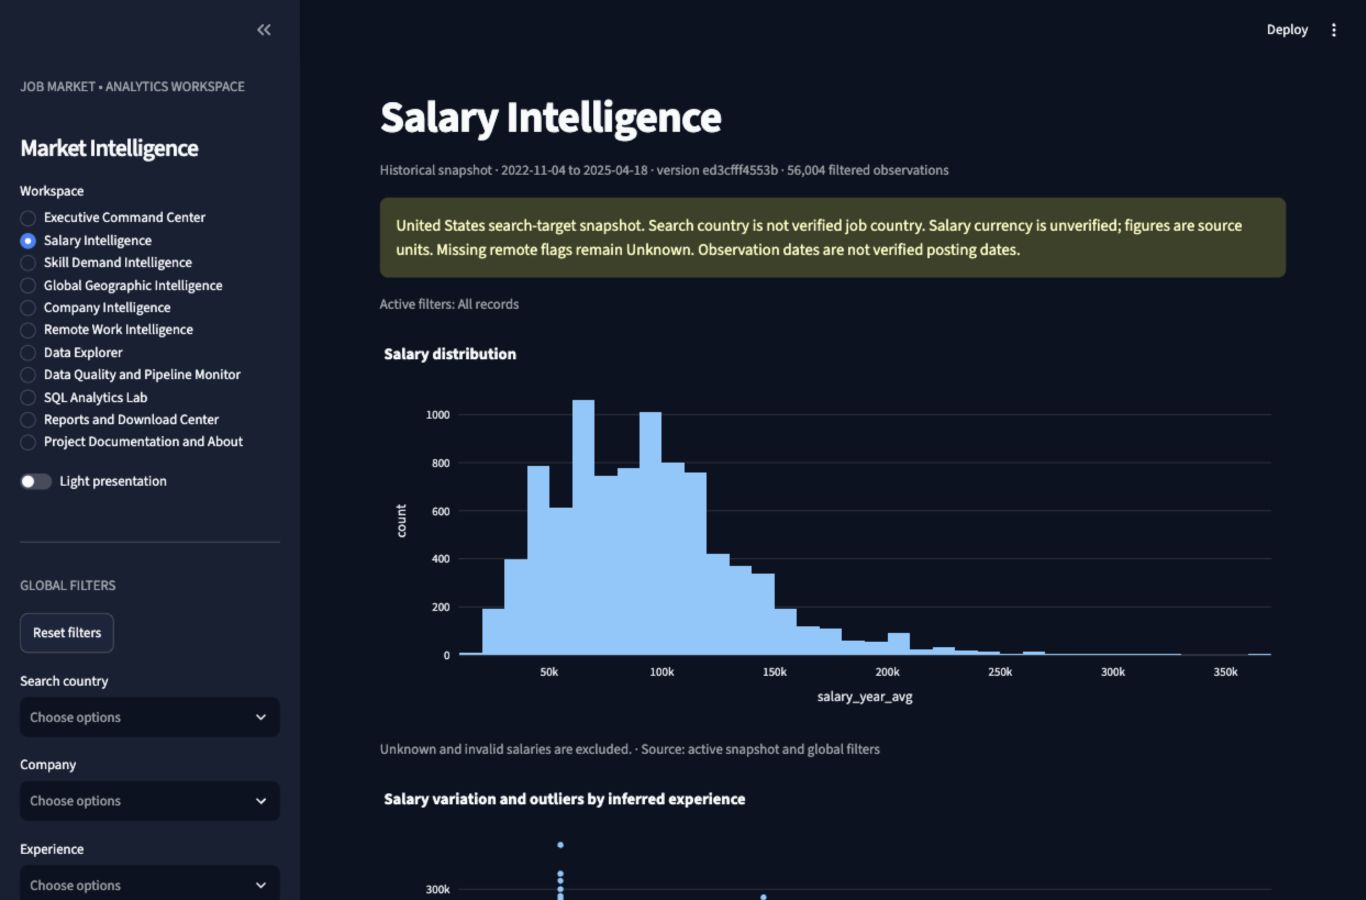 Deploy
JOB MARKET • ANALYTICS WORKSPACE
Market Intelligence
Workspace
Executive Command Center
Salary Intelligence
Skill Demand Intelligence
Global Geographic Intelligence
Company Intelligence
Remote Work Intelligence
Data Explorer
Data Quality and Pipeline Monitor
SQL Analytics Lab
Reports and Download Center
Project Documentation and About
Light presentation
GLOBAL FILTERS
Reset filters
Search country
Choose options
Company
Choose options
Experience
Choose options
Salary Intelligence
Historical snapshot · 2022-11-04 to 2025-04-18 · version ed3cfff4553b · 56,004 filtered observations
United States search-target snapshot. Search country is not verified job country. Salary currency is unverified; figures are source
units. Missing remote flags remain Unknown. Observation dates are not verified posting dates.
Active filters: All records
Salary distribution
1000
800
600
400
200
0
count
50k 100k 150k 200k 250k 300k 350k
salary_year_avg
Unknown and invalid salaries are excluded. · Source: active snapshot and global filters
Salary variation and outliers by inferred experience
300k